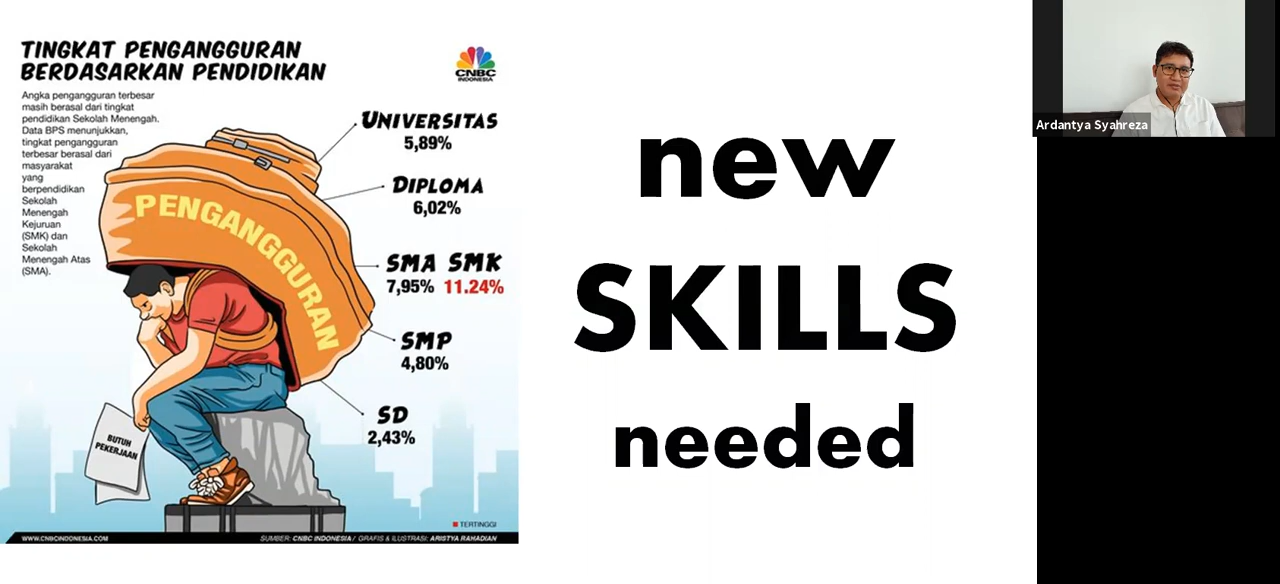 TINGKAT PENGANGGURAN
BERDASARKAN PENDIDIKAN
CNBC
INDONESIA
Angka pengangguran terbesar
masih berasal dari tingkat
pendidikan Sekolah Menengah.
Data BPS menunjukkan,
tingkat pengangguran
terbesar berasal dari
masyarakat
yang
berpendidikan
Sekolah
Menengah
Kejuruan
(SMK) dan
Sekolah
Menengah Atas
(SMA).
PENGANGGURAN
UNIVERSITAS
5,89%
DIPLOMA
6,02%
SMA SMK
7,95% 11.24%
SMP
4,80%
SD
2,43%
BUTUH
PEKERJAAN
TERTINGGI
WWW.CNBCINDONESIA.COM
SUMBER: CNBC INDONESIA / GRAFIS & ILUSTRASI: ARISTYA RAHADIAN
new
SKILLS
needed
Ardantya Syahreza